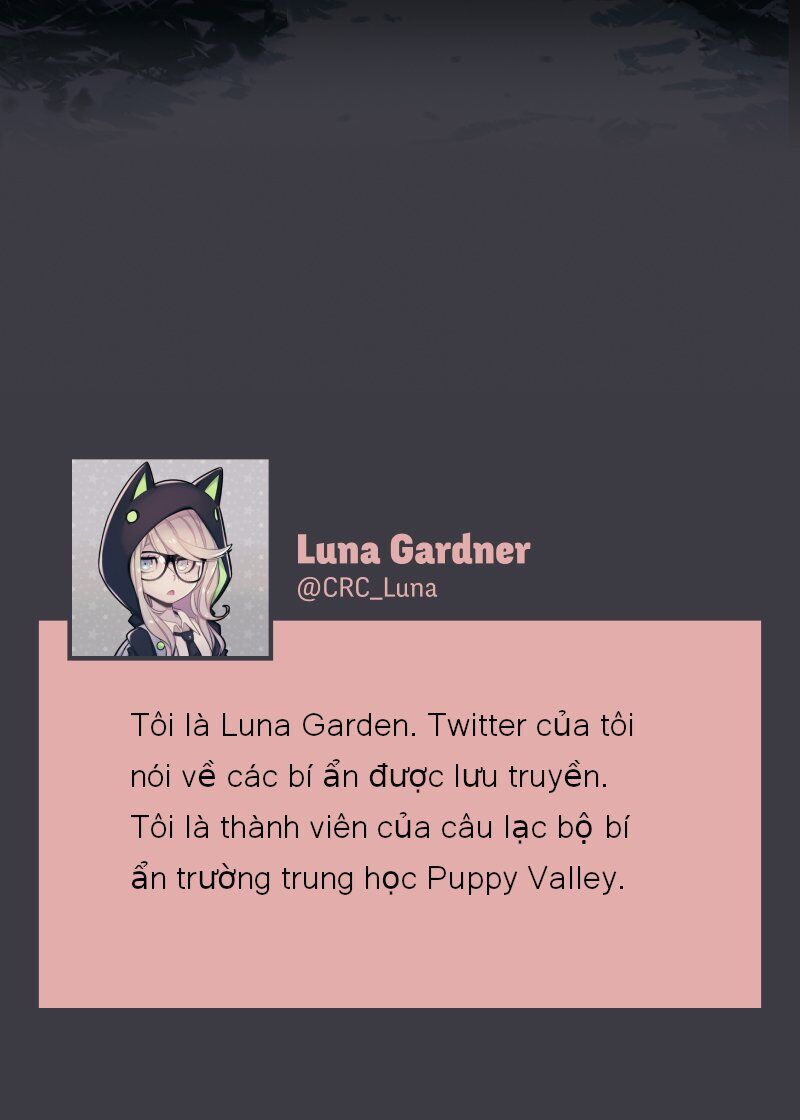 Luna Gardner
@CRC_Luna
Tôi là Luna Garden. Twitter của tôi
nói về các bí ẩn được lưu truyền.
Tôi là thành viên của câu lạc bộ bí
ẩn trường trung học Puppy Valley.